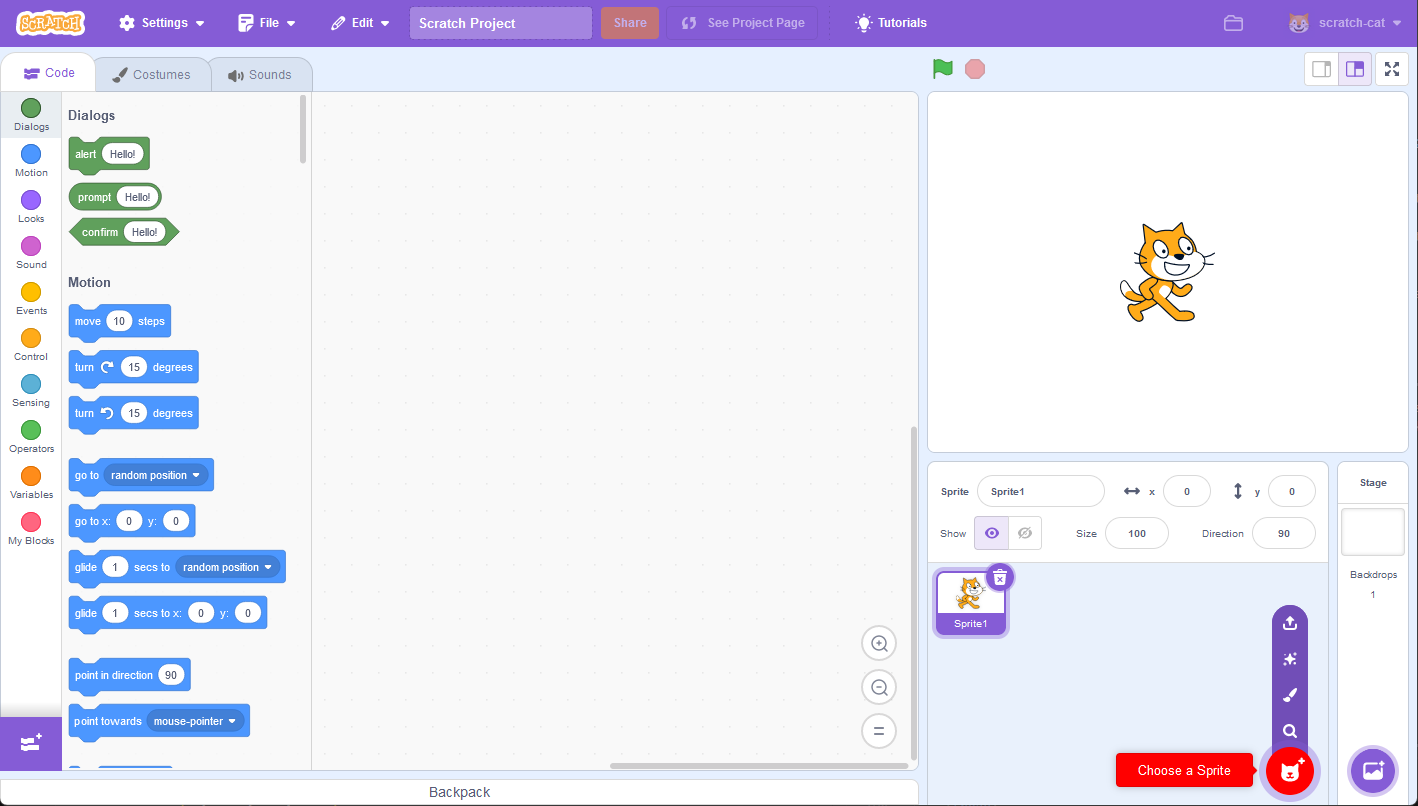 SCRATCH
Settings
File
Edit
Scratch Project
Share
See Project Page
Tutorials
scratch-cat
Code
Costumes
Sounds
Dialogs
Motion
Looks
Sound
Events
Control
Sensing
Operators
Variables
My Blocks
Dialogs
alert Hello!
prompt Hello!
confirm Hello!
Motion
move 10 steps
turn 15 degrees
turn 15 degrees
go to random position
go to x: 0 y: 0
glide 1 secs to random position
glide 1 secs to x: 0 y: 0
point in direction 90
point towards mouse-pointer
Backpack
Sprite Sprite1 x 0 y 0
Show Size 100 Direction 90
Sprite1
Choose a Sprite
Stage
Backdrops
1